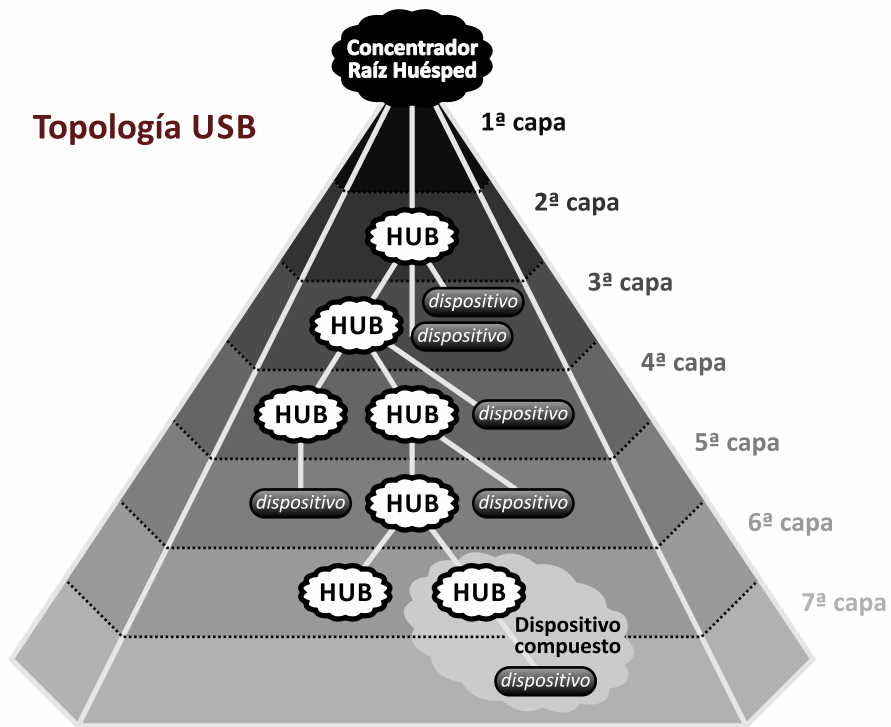 Concentrador
Raíz Huésped
Topología USB
1ª capa
2ª capa
HUB
3ª capa
dispositivo
HUB
dispositivo
4ª capa
HUB
HUB
dispositivo
5ª capa
dispositivo
HUB
dispositivo
6ª capa
HUB
HUB
7ª capa
Dispositivo
compuesto
dispositivo